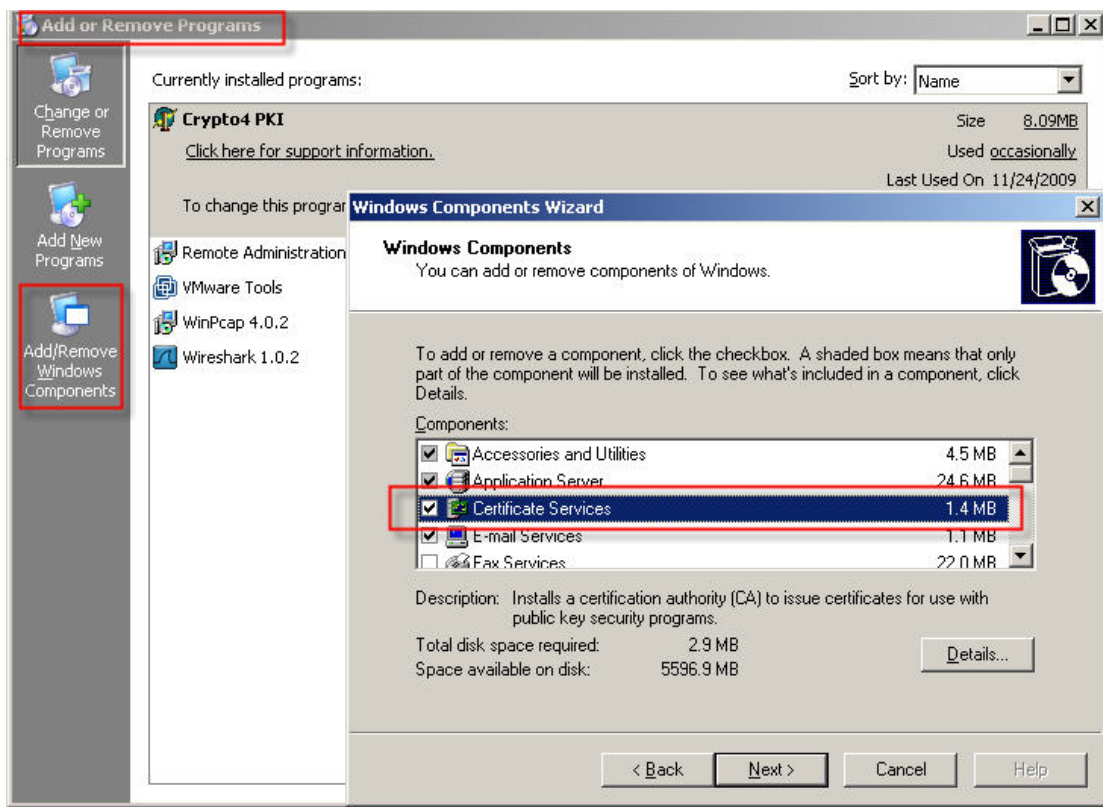 Add or Remove Programs
Change or
Remove
Programs
Add New
Programs
Add/Remove
Windows
Components
Currently installed programs:
Sort by: Name
Crypto4 PKI
Size 8.09MB
Click here for support information.
Used occasionally
Last Used On 11/24/2009
To change this program
Remote Administration
VMware Tools
WinPcap 4.0.2
Wireshark 1.0.2
Windows Components Wizard
Windows Components
You can add or remove components of Windows.
To add or remove a component, click the checkbox. A shaded box means that only
part of the component will be installed. To see what's included in a component, click
Details.
Components:
Accessories and Utilities 4.5 MB
Application Server 24.6 MB
Certificate Services 1.4 MB
E-mail Services 1.1 MB
Fax Services 22.0 MB
Description: Installs a certification authority (CA) to issue certificates for use with
public key security programs.
Total disk space required: 2.9 MB
Space available on disk: 5596.9 MB
Details...
< Back
Next >
Cancel
Help